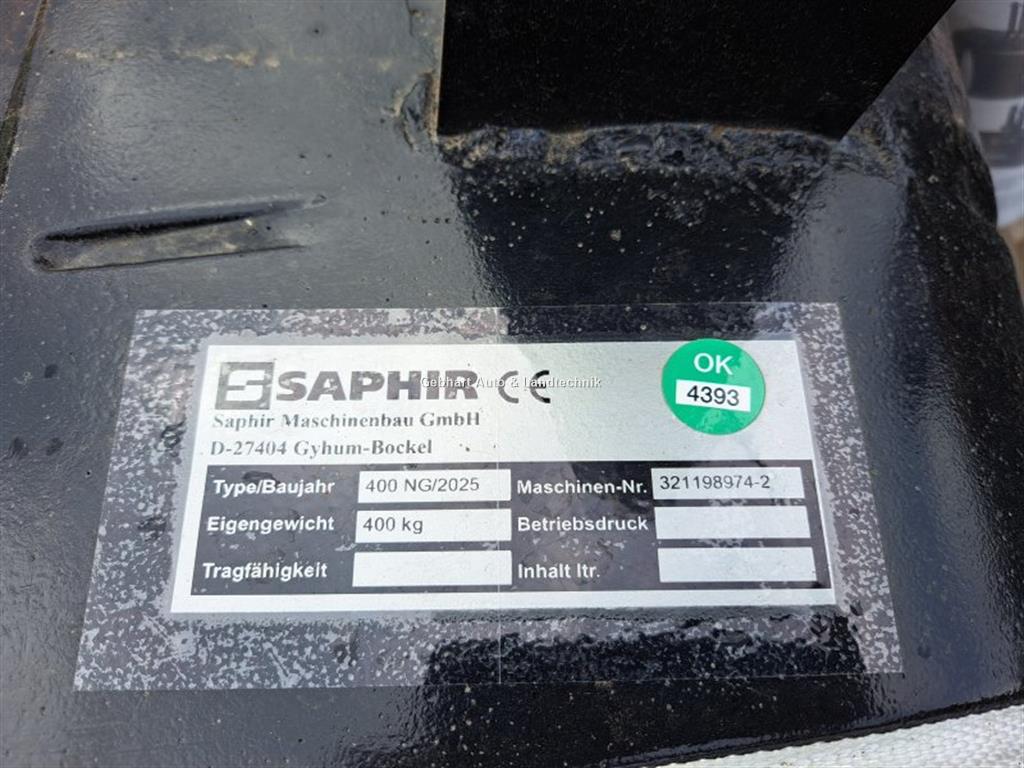 SAPHIR CE
Gebhart Auto & Landtechnik
Saphir Maschinenbau GmbH
D-27404 Gyhum-Bockel
OK
4393
Type/Baujahr 400 NG/2025 Maschinen-Nr. 321198974-2
Eigengewicht 400 kg Betriebsdruck
Tragfähigkeit Inhalt ltr.